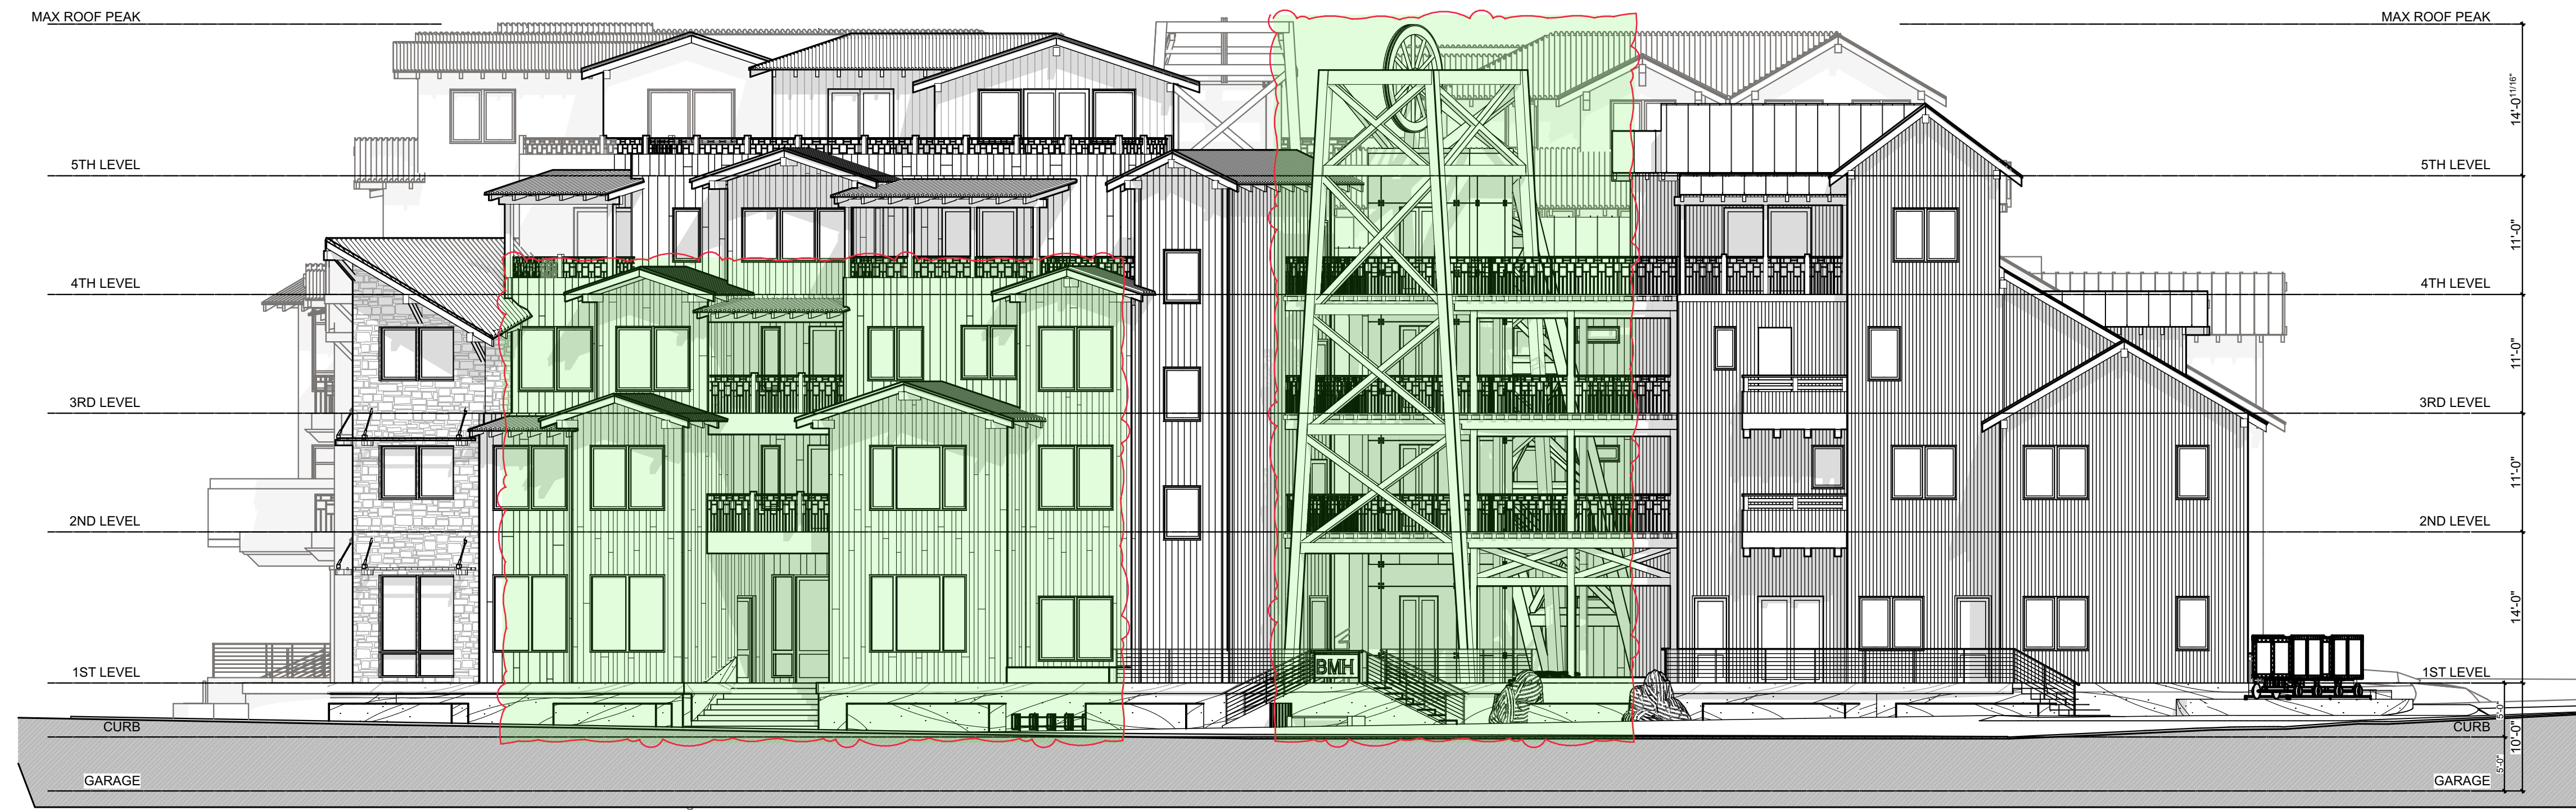 MAX ROOF PEAK
MAX ROOF PEAK
14'-0 11/16"
5TH LEVEL
5TH LEVEL
11'-0"
4TH LEVEL
4TH LEVEL
11'-0"
3RD LEVEL
3RD LEVEL
11'-0"
2ND LEVEL
2ND LEVEL
14'-0"
BMH
1ST LEVEL
1ST LEVEL
5'-0"
CURB
CURB
10'-0"
5'-0"
GARAGE
GARAGE